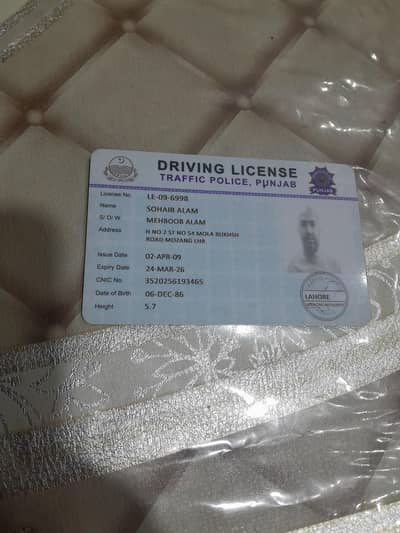 DRIVING LICENSE
TRAFFIC POLICE, PUNJAB
PUNJAB
License No. LE-09-6998
Name SOHAIB ALAM
S/ D/ W. MEHBOOB ALAM
Address H NO 2 ST NO 54 MOLA BUKHSH
ROAD MOZANG LHR
Issue Date 02-APR-09
Expiry Date 24-MAR-26
CNIC No. 3520256193465
Date of Birth 06-DEC-86
Height 5.7
LAHORE